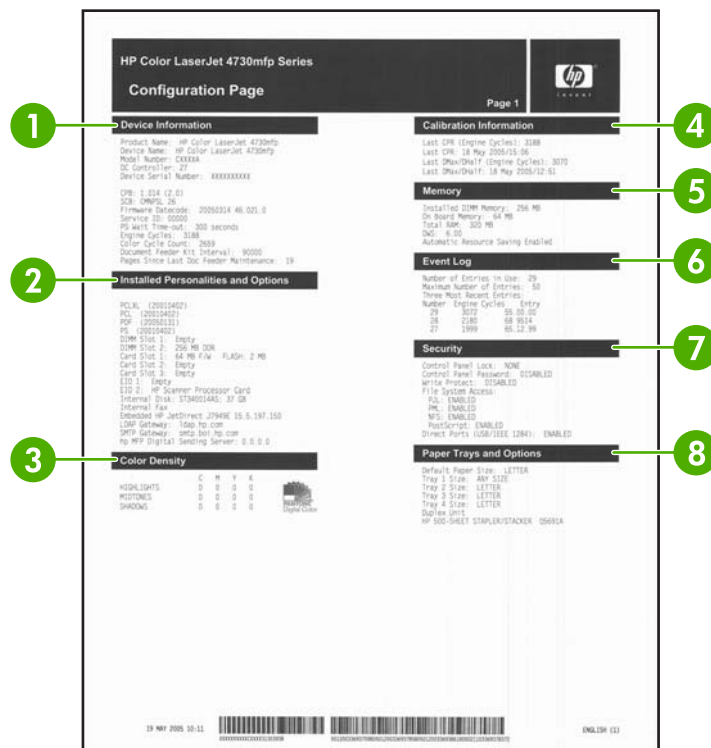 HP Color LaserJet 4730mfp Series
Configuration Page
Page 1
hp
invent
1
Device Information
Product Name: HP Color LaserJet 4730mfp
Device Name: HP Color LaserJet 4730mfp
Model Number: CXXXXA
DC Controller: 27
Device Serial Number: XXXXXXXXXX
CPB: 1.014 (2.0)
SCB: CMNPSL 26
Firmware Datecode: 20050314 46.021.0
Service ID: 00000
PS Wait Time-out: 300 seconds
Engine Cycles: 3188
Color Cycle Count: 2659
Document Feeder Kit Interval: 90000
Pages Since Last Doc Feeder Maintenance: 19
2
Installed Personalities and Options
PCLXL (20010402)
PCL (20010402)
PDF (20050131)
PS (20010402)
DIMM Slot 1: Empty
DIMM Slot 2: 256 MB DDR
Card Slot 1: 64 MB F/W FLASH: 2 MB
Card Slot 2: Empty
Card Slot 3: Empty
EIO 1: Empty
EIO 2: HP Scanner Processor Card
Internal Disk: ST340014AS: 37 GB
Internal Fax
Embedded HP JetDirect J7949E 15.5.197.150
LDAP Gateway: ldap.hp.com
SMTP Gateway: smtp.boi.hp.com
hp MFP Digital Sending Server: 0.0.0.0
3
Color Density
C M Y K
HIGHLIGHTS 0 0 0 0
MIDTONES 0 0 0 0
SHADOWS 0 0 0 0
PANTONE
Digital Color
4
Calibration Information
Last CPR (Engine Cycles): 3188
Last CPR: 18 May 2005/15:06
Last DMax/DHalf (Engine Cycles): 3070
Last DMax/DHalf: 18 May 2005/12:51
5
Memory
Installed DIMM Memory: 256 MB
On Board Memory: 64 MB
Total RAM: 320 MB
DWS: 6.00
Automatic Resource Saving Enabled
6
Event Log
Number of Entries in Use: 29
Maximum Number of Entries: 50
Three Most Recent Entries:
Number Engine Cycles Entry
29 3072 55.00.00
28 2180 68 9514
27 1999 65.12.99
7
Security
Control Panel Lock: NONE
Control Panel Password: DISABLED
Write Protect: DISABLED
File System Access:
PJL: ENABLED
PML: ENABLED
NFS: ENABLED
PostScript: ENABLED
Direct Ports (USB/IEEE 1284): ENABLED
8
Paper Trays and Options
Default Paper Size: LETTER
Tray 1 Size: ANY SIZE
Tray 2 Size: LETTER
Tray 3 Size: LETTER
Tray 4 Size: LETTER
Duplex Unit
HP 500-SHEET STAPLER/STACKER Q5691A
19 MAY 2005 10:11
ENGLISH (1)